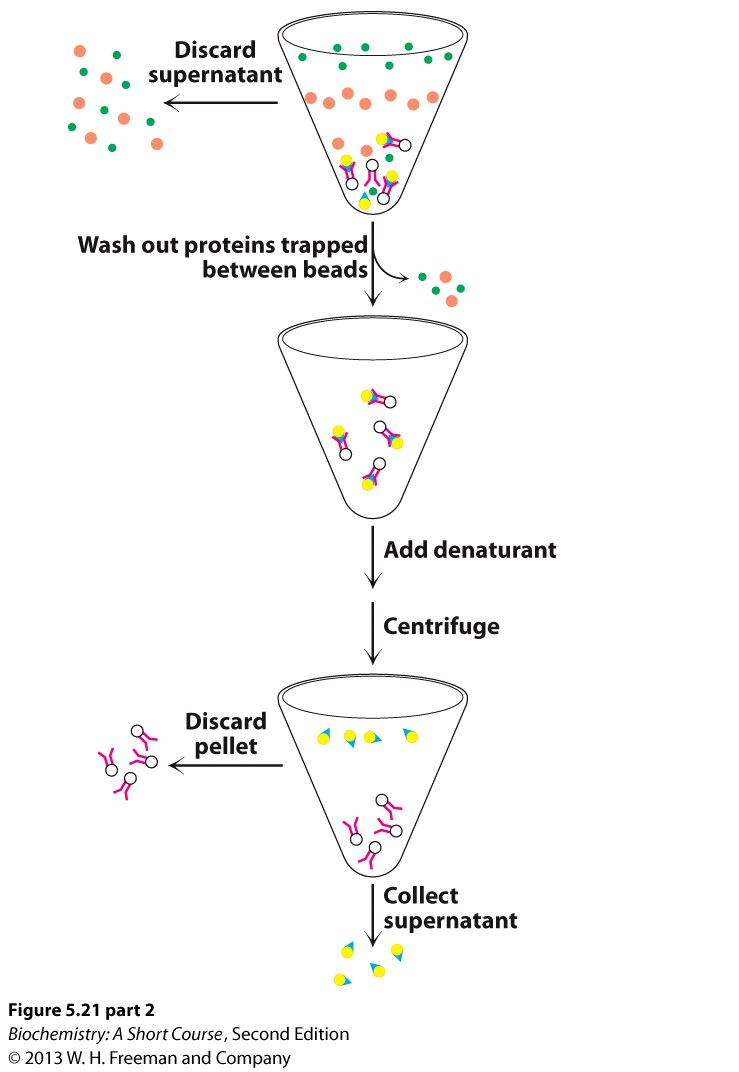 Discard
supernatant
Wash out proteins trapped
between beads
Add denaturant
Centrifuge
Discard
pellet
Collect
supernatant
Figure 5.21 part 2
Biochemistry: A Short Course, Second Edition
© 2013 W. H. Freeman and Company